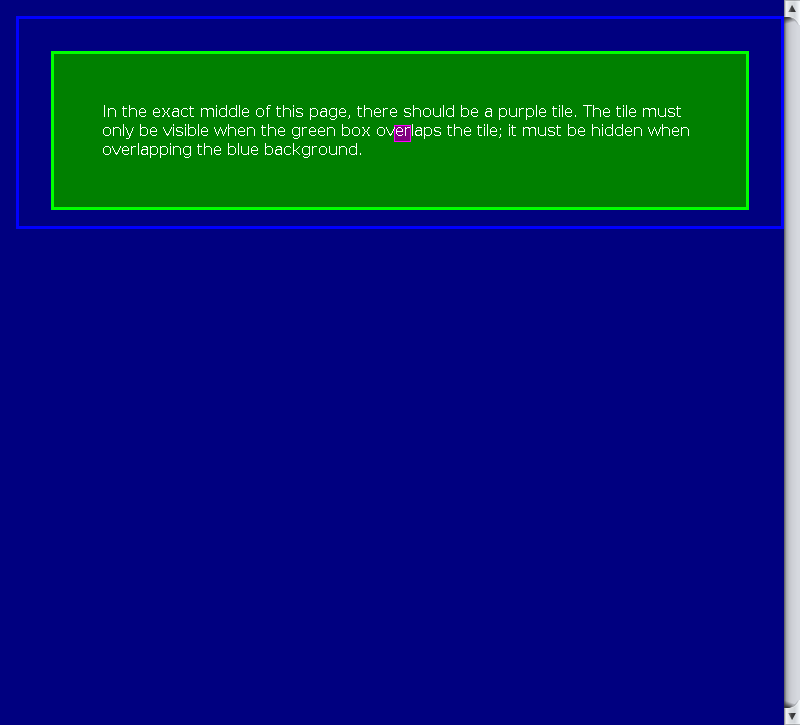 In the exact middle of this page, there should be a purple tile. The tile must
only be visible when the green box overlaps the tile; it must be hidden when
overlapping the blue background.